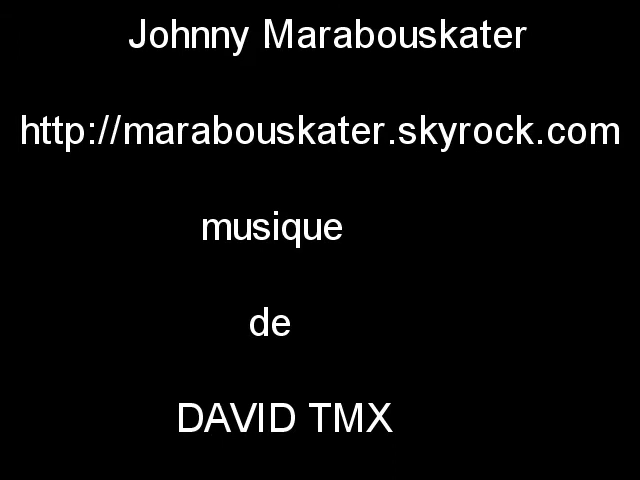 Johnny Marabouskater
http://marabouskater.skyrock.com
musique
de
DAVID TMX